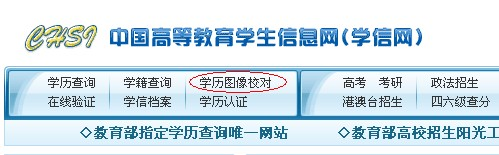 CHSI 中国高等教育学生信息网(学信网)
学历查询 学籍查询 学历图像校对 高考 考研 政法招生
在线验证 学信档案 学历认证 港澳台招生 四六级查分
◇教育部指定学历查询唯一网站 ◇教育部高校招生阳光工